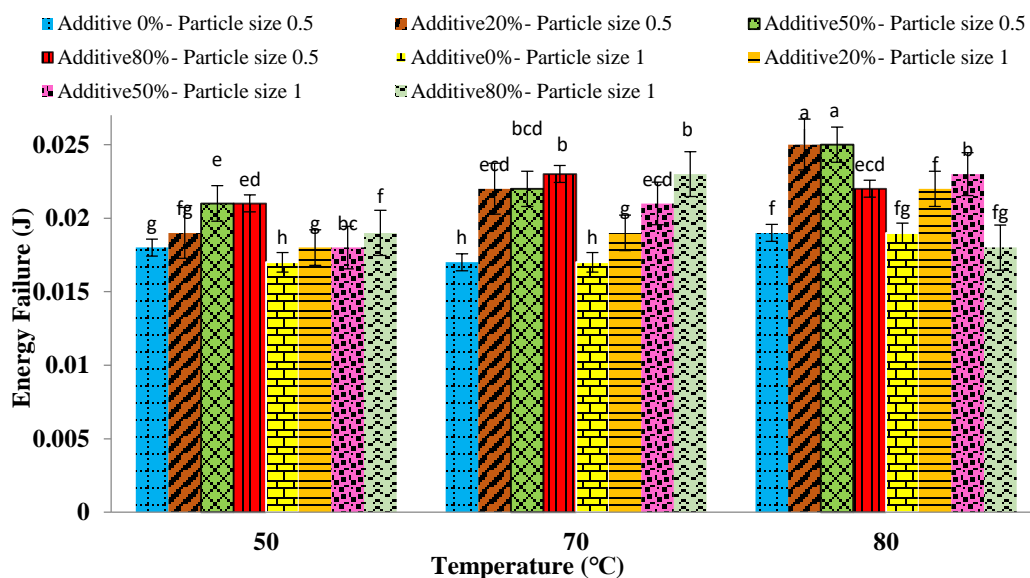 Additive 0%- Particle size 0.5 Additive20%- Particle size 0.5 Additive50%- Particle size 0.5
Additive80%- Particle size 0.5 Additive0%- Particle size 1 Additive20%- Particle size 1
Additive50%- Particle size 1 Additive80%- Particle size 1
Energy Failure (J)
0.025
0.02
0.015
0.01
0.005
0
g fg e ed h g bc f
h ecd bcd b h g ecd b
f a a ecd fg f b fg
50 70 80
Temperature (°C)